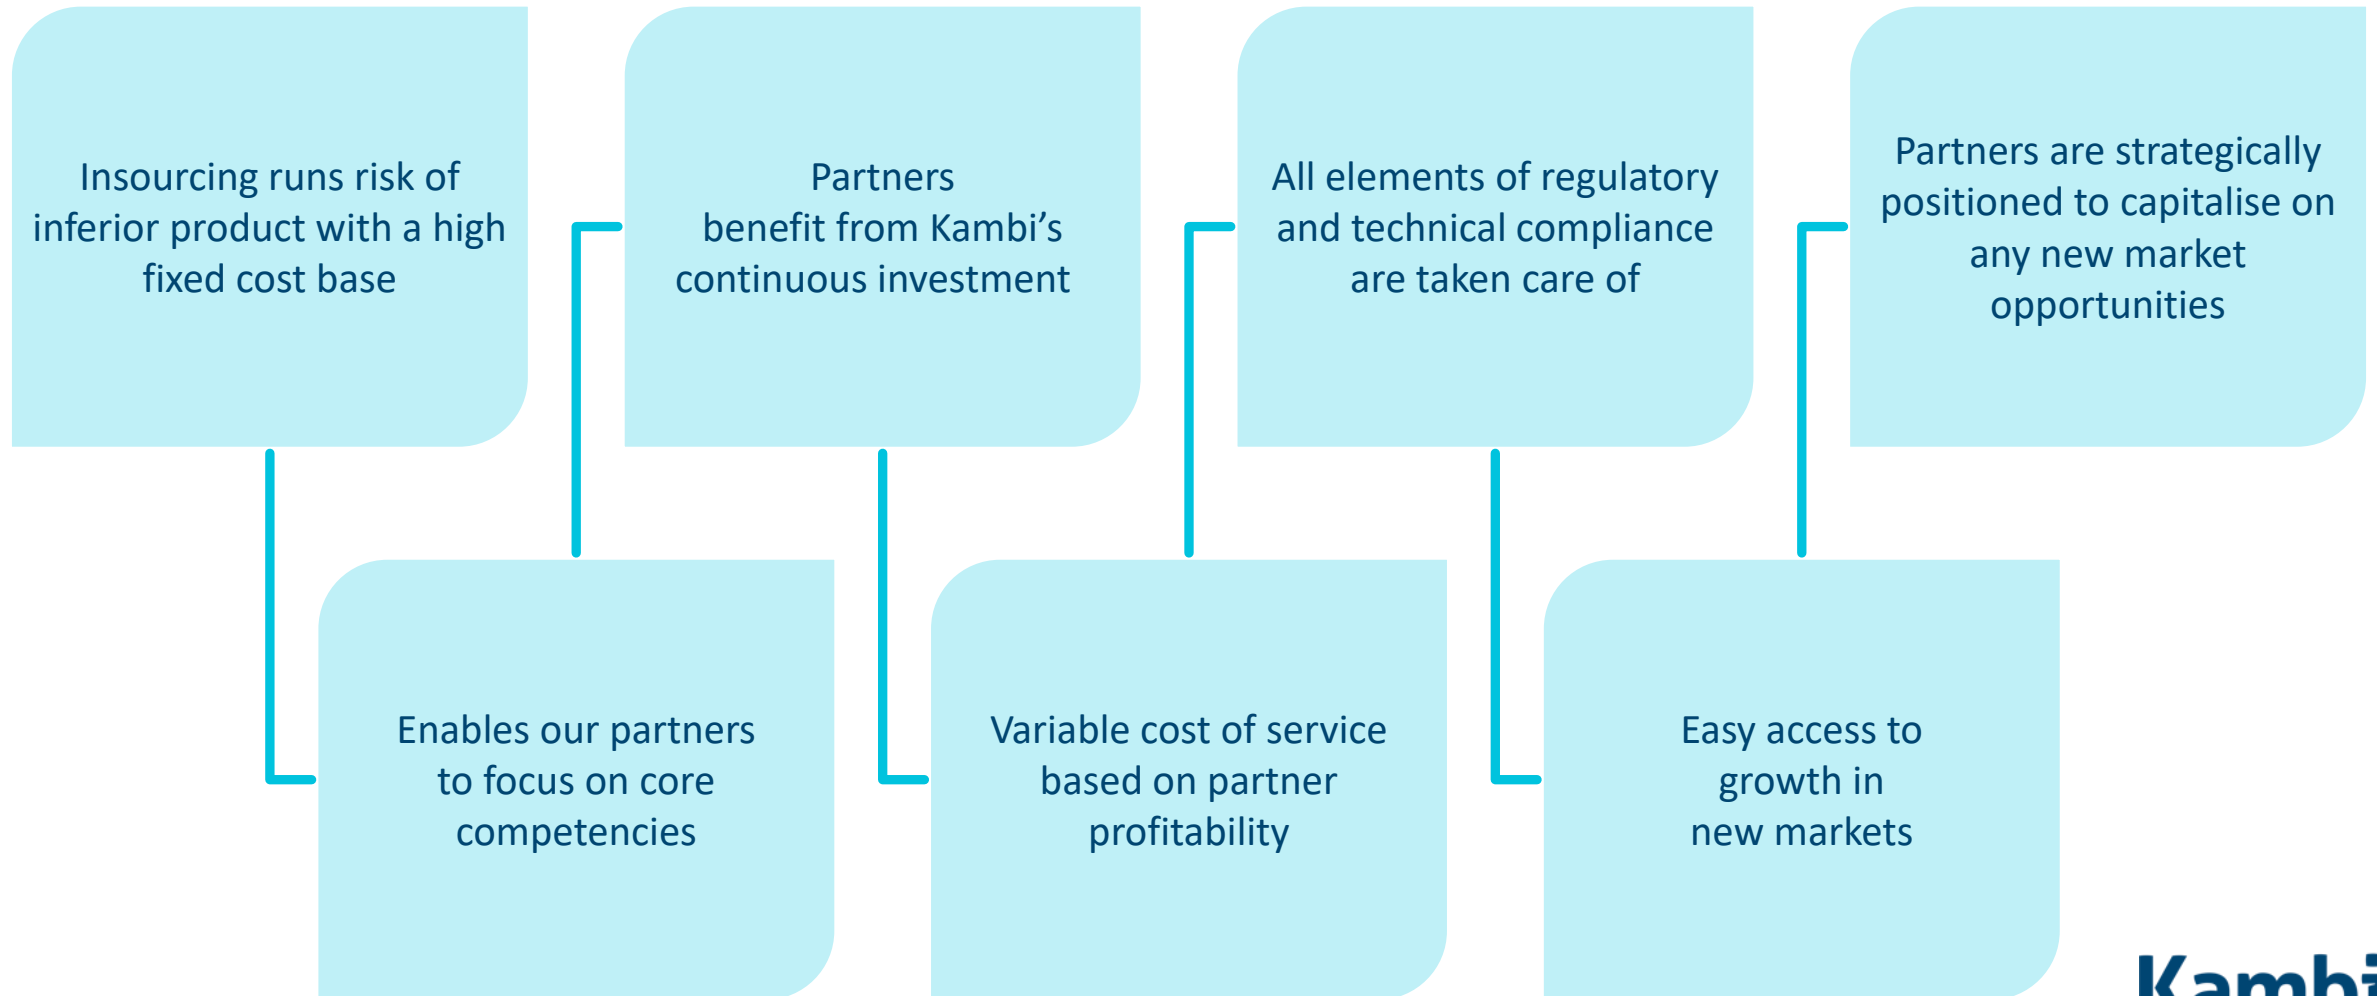 Insourcing runs risk of
inferior product with a high
fixed cost base
Enables our partners
to focus on core
competencies
Partners
benefit from Kambi’s
continuous investment
Variable cost of service
based on partner
profitability
All elements of regulatory
and technical compliance
are taken care of
Easy access to
growth in
new markets
Partners are strategically
positioned to capitalise on
any new market
opportunities
Kambi